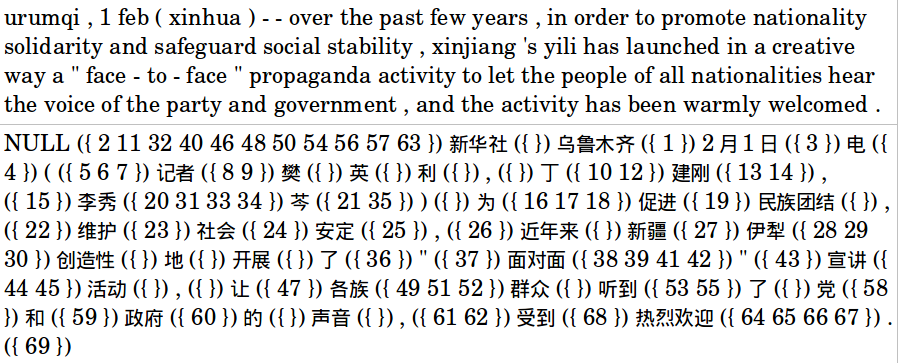 urumqi , 1 feb ( xinhua ) - - over the past few years , in order to promote nationality
solidarity and safeguard social stability , xinjiang 's yili has launched in a creative
way a " face - to - face " propaganda activity to let the people of all nationalities hear
the voice of the party and government , and the activity has been warmly welcomed .
NULL ({ 2 11 32 40 46 48 50 54 56 57 63 }) 新华社 ({ }) 乌鲁木齐 ({ 1 }) 2 月 1 日 ({ 3 }) 电 ({
4 }) ( ({ 5 6 7 }) 记者 ({ 8 9 }) 樊 ({ }) 英 ({ }) 利 ({ }) , ({ }) 丁 ({ 10 12 }) 建刚 ({ 13 14 }) ,
({ 15 }) 李秀 ({ 20 31 33 34 }) 芩 ({ 21 35 }) ) ({ }) 为 ({ 16 17 18 }) 促进 ({ 19 }) 民族团结 ({ }) ,
({ 22 }) 维护 ({ 23 }) 社会 ({ 24 }) 安定 ({ 25 }) , ({ 26 }) 近年来 ({ }) 新疆 ({ 27 }) 伊犁 ({ 28 29
30 }) 创造性 ({ }) 地 ({ }) 开展 ({ }) 了 ({ 36 }) " ({ 37 }) 面对面 ({ 38 39 41 42 }) " ({ 43 }) 宣讲 ({
44 45 }) 活动 ({ }) , ({ }) 让 ({ 47 }) 各族 ({ 49 51 52 }) 群众 ({ }) 听到 ({ 53 55 }) 了 ({ }) 党 ({ 58
}) 和 ({ 59 }) 政府 ({ 60 }) 的 ({ }) 声音 ({ }) , ({ 61 62 }) 受到 ({ 68 }) 热烈欢迎 ({ 64 65 66 67 }) .
({ 69 })